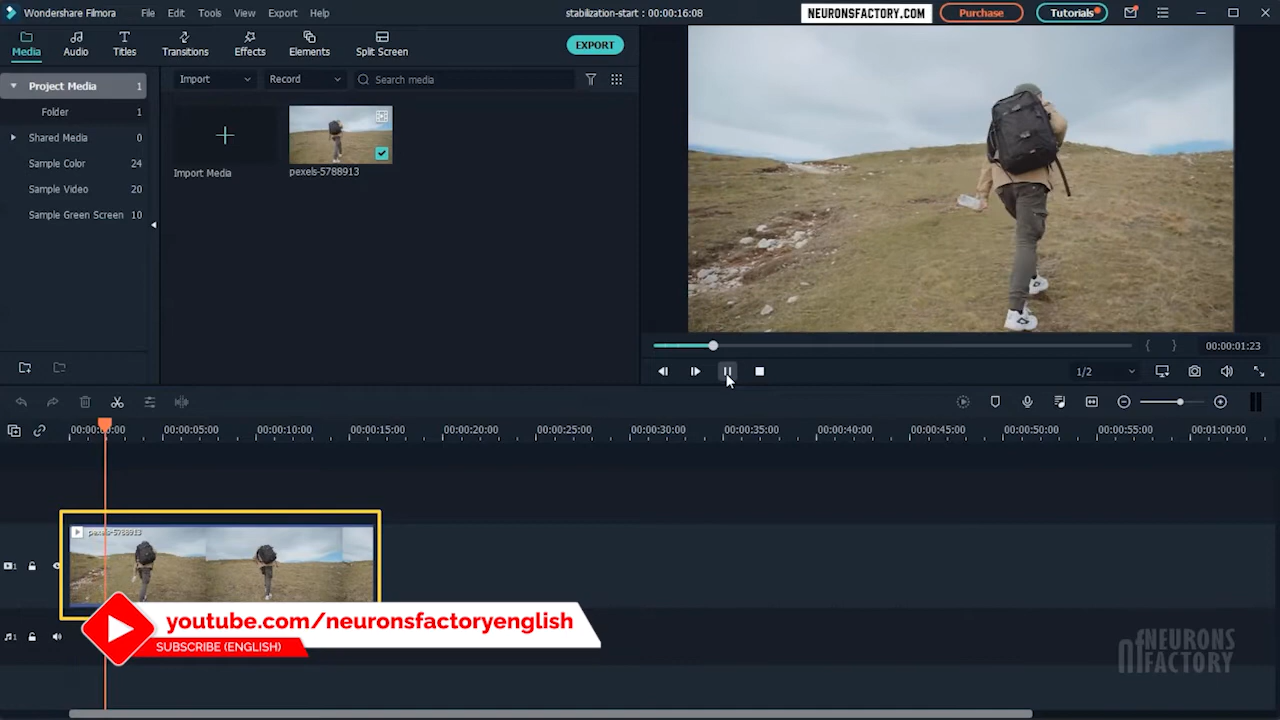 Wondershare Filmora
File
Edit
Tools
View
Export
Help
stabilization-start : 00:00:16:08
NEURONSFACTORY.COM
Purchase
Tutorials
Media
Audio
Titles
Transitions
Effects
Elements
Split Screen
EXPORT
Project Media 1
Folder 1
Shared Media 0
Sample Color 24
Sample Video 20
Sample Green Screen 10
Import
Record
Search media
Import Media
pexels-5788913
00:00:01:23
1/2
00:00:00:00
00:00:05:00
00:00:10:00
00:00:15:00
00:00:20:00
00:00:25:00
00:00:30:00
00:00:35:00
00:00:40:00
00:00:45:00
00:00:50:00
00:00:55:00
00:01:00:00
pexels-5788913
1
1
youtube.com/neuronsfactoryenglish
SUBSCRIBE (ENGLISH)
nf NEURONS
FACTORY